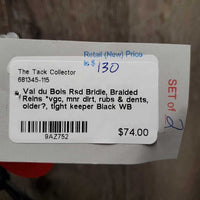 Retail (New) Price
is $ 130
The Tack Collector
681345-115
Val du Bois Rsd Bridle, Braided
Reins *vgc, mnr dirt, rubs & dents,
older?, tight keeper Black WB
9AZ752
$74.00
SET of 2